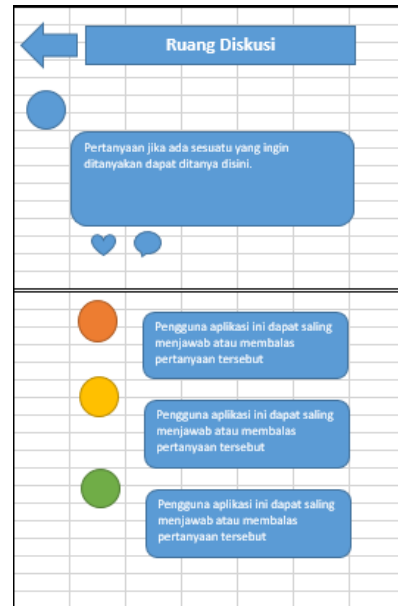 Ruang Diskusi
Pertanyaan jika ada sesuatu yang ingin
ditanyakan dapat ditanya disini.
Pengguna aplikasi ini dapat saling
menjawab atau membalas
pertanyaan tersebut
Pengguna aplikasi ini dapat saling
menjawab atau membalas
pertanyaan tersebut
Pengguna aplikasi ini dapat saling
menjawab atau membalas
pertanyaan tersebut